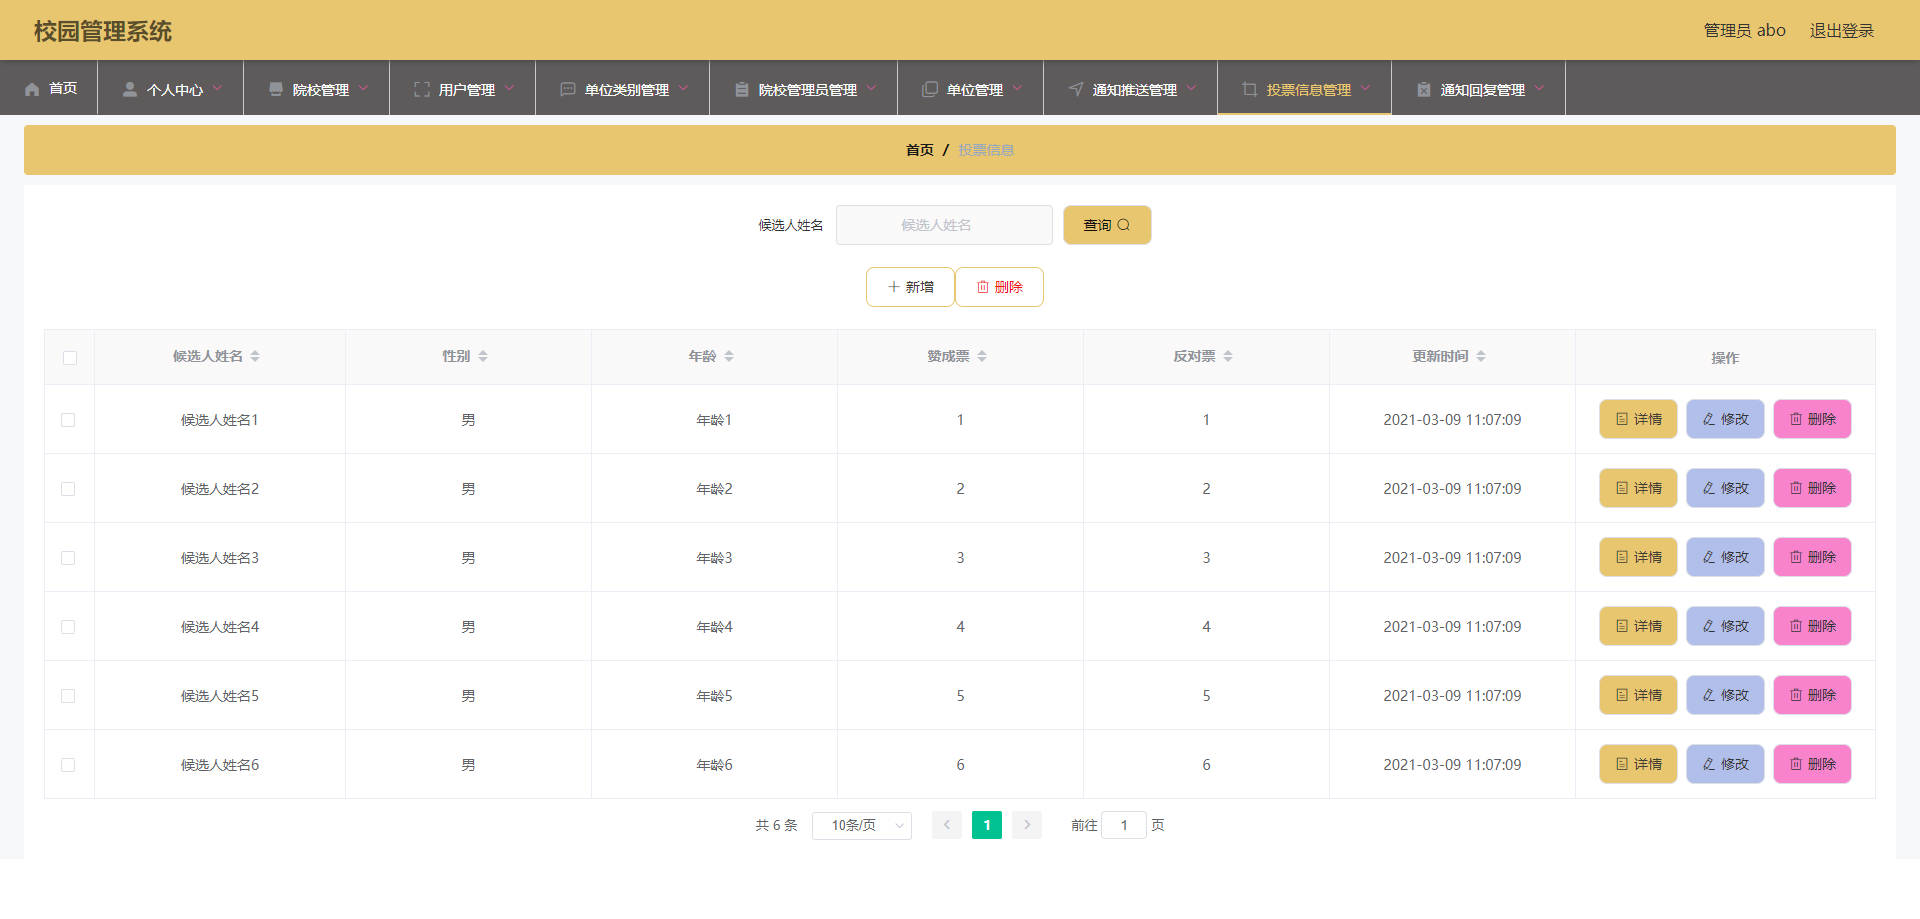 校园管理系统
管理员 abo 退出登录
首页 个人中心 院校管理 用户管理 单位类别管理 院校管理员管理 单位管理 通知推送管理 投票信息管理 通知回复管理
首页 / 投票信息
候选人姓名 候选人姓名 查询
新增 删除
候选人姓名 性别 年龄 赞成票 反对票 更新时间 操作
候选人姓名1 男 年龄1 1 1 2021-03-09 11:07:09 详情 修改 删除
候选人姓名2 男 年龄2 2 2 2021-03-09 11:07:09 详情 修改 删除
候选人姓名3 男 年龄3 3 3 2021-03-09 11:07:09 详情 修改 删除
候选人姓名4 男 年龄4 4 4 2021-03-09 11:07:09 详情 修改 删除
候选人姓名5 男 年龄5 5 5 2021-03-09 11:07:09 详情 修改 删除
候选人姓名6 男 年龄6 6 6 2021-03-09 11:07:09 详情 修改 删除
共 6 条 10条/页 1 前往 1 页